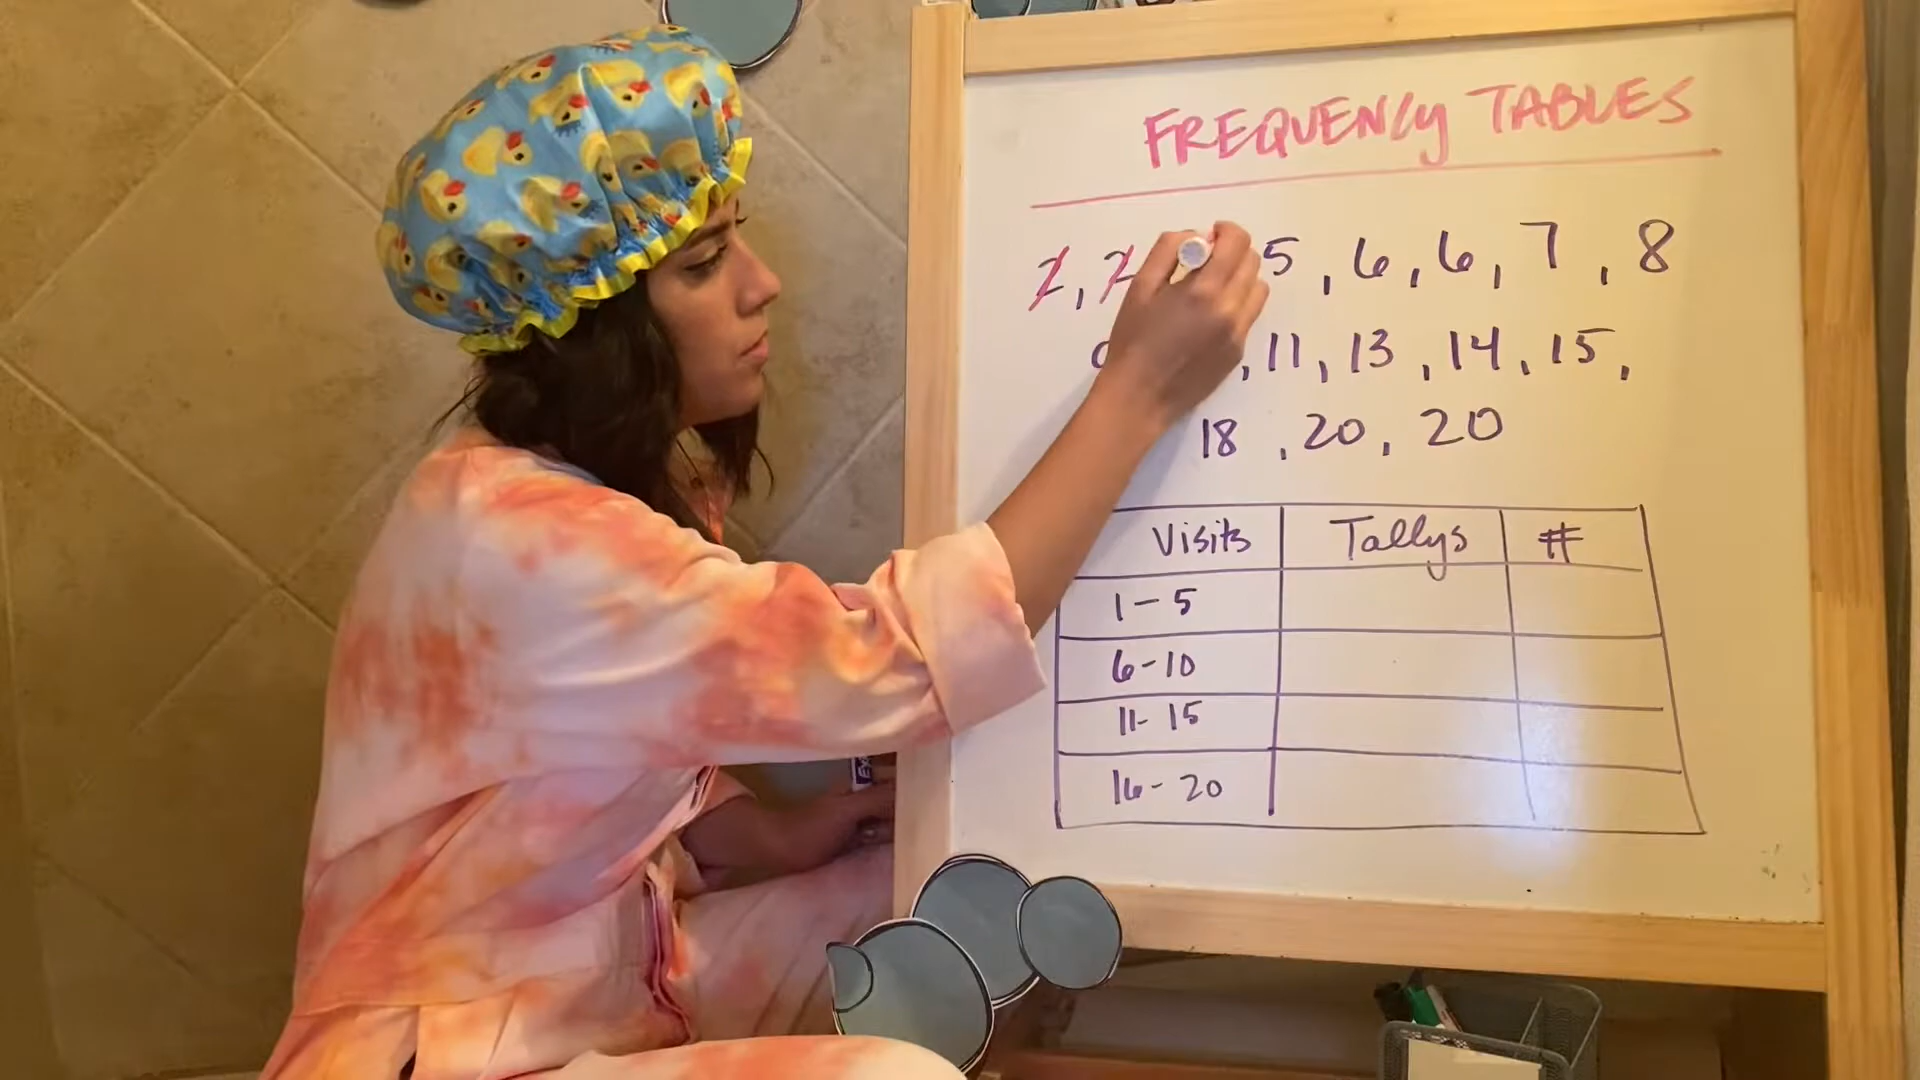 FREQUENCY TABLES
2, 2 5, 6, 6, 7, 8
, 11, 13, 14, 15,
18, 20, 20
Visits Tallys #
1-5
6-10
11-15
16-20